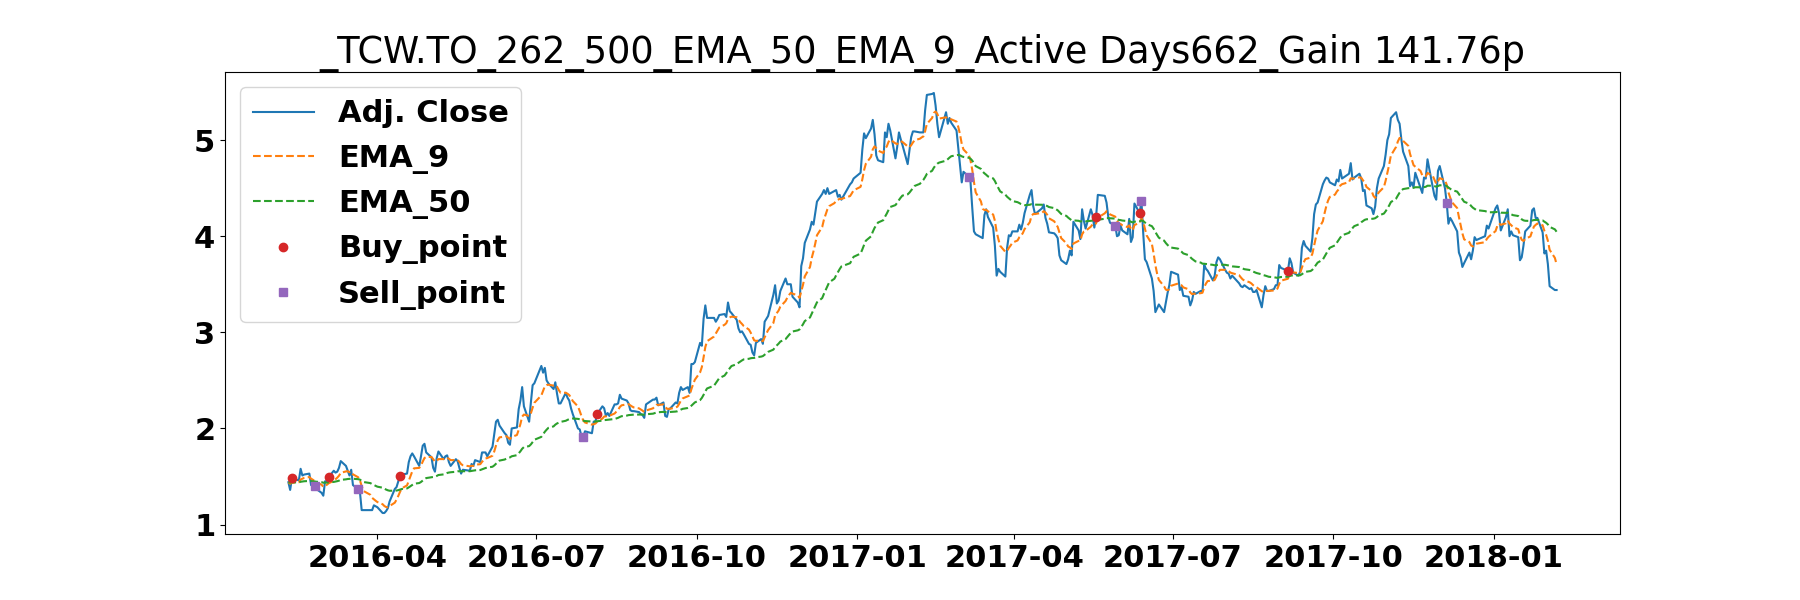 _TCW.TO_262_500_EMA_50_EMA_9_Active Days662_Gain 141.76p
Adj. Close
EMA_9
EMA_50
Buy_point
Sell_point
5
4
3
2
1
2016-04 2016-07 2016-10 2017-01 2017-04 2017-07 2017-10 2018-01